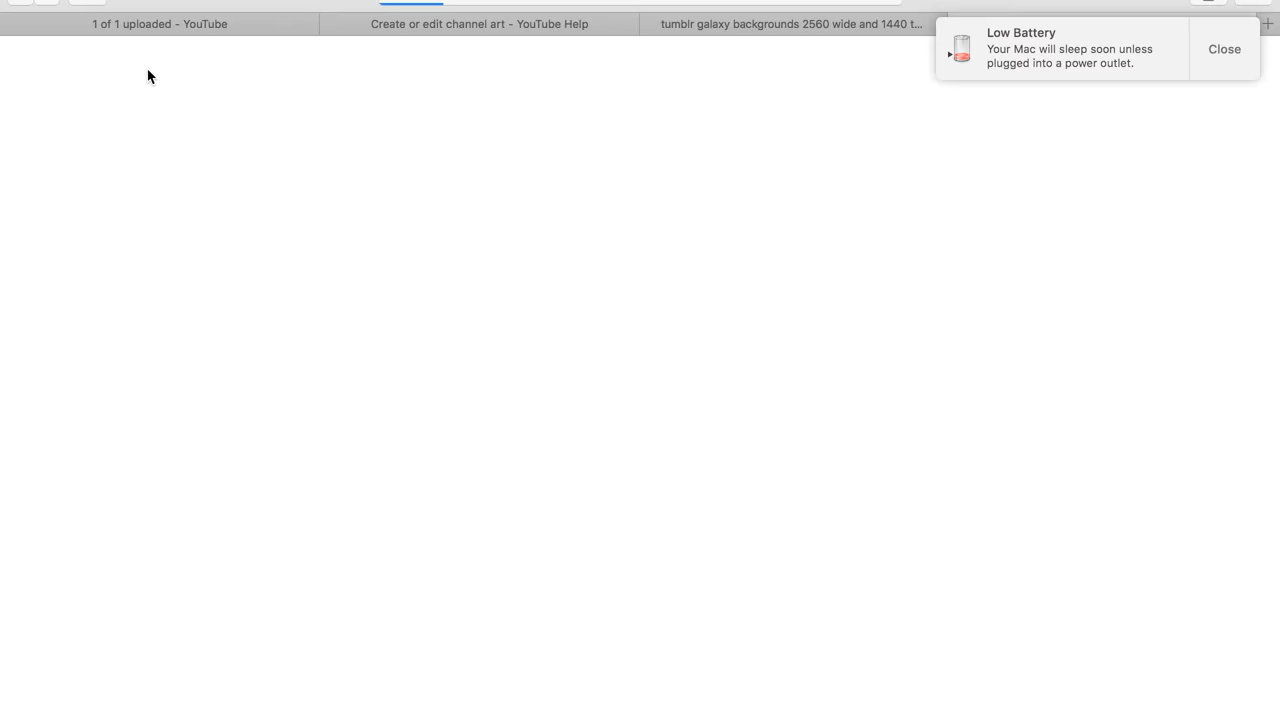 1 of 1 uploaded - YouTube
Create or edit channel art - YouTube Help
tumblr galaxy backgrounds 2560 wide and 1440 t...
Low Battery
Your Mac will sleep soon unless
plugged into a power outlet.
Close